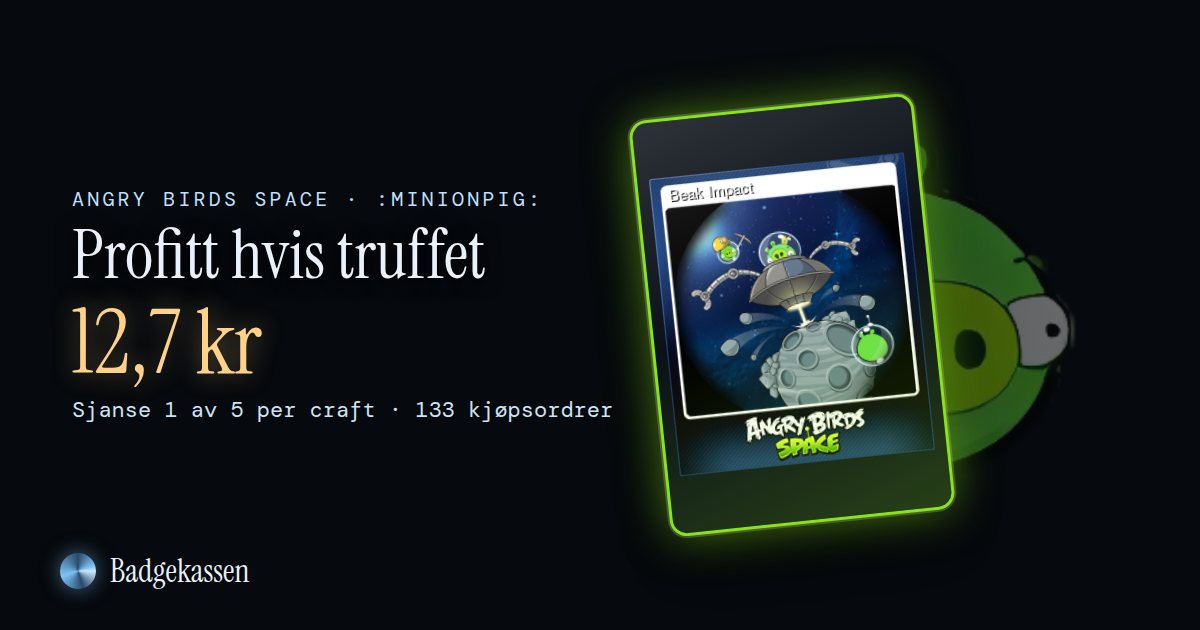 ANGRY BIRDS SPACE · :MINIONPIG:
Profitt hvis truffet
12,7 kr
Sjanse 1 av 5 per craft · 133 kjøpsordrer
Beak Impact
ANGRY BIRDS
SPACE
Badgekassen